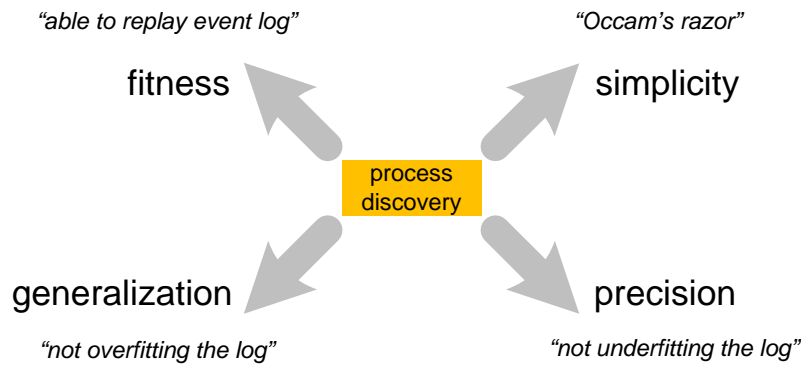 “able to replay event log”
“Occam’s razor”
fitness
simplicity
process
discovery
generalization
precision
“not overfitting the log”
“not underfitting the log”